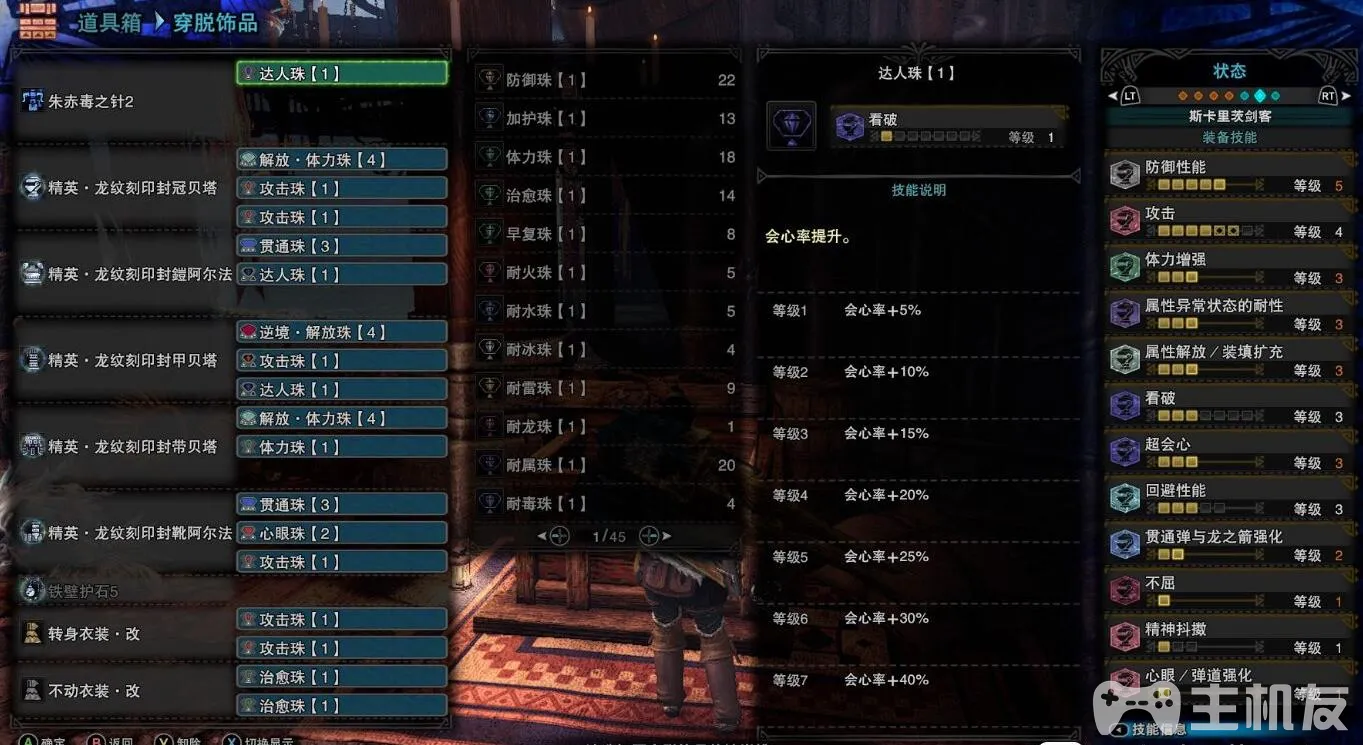 道具箱 穿脱饰品
朱赤毒之针2
达人珠【1】
精英・龙纹刻印封冠贝塔
解放・体力珠【4】
攻击珠【1】
攻击珠【1】
精英・龙纹刻印封鎧阿尔法
贯通珠【3】
达人珠【1】
精英・龙纹刻印封甲贝塔
逆境・解放珠【4】
攻击珠【1】
达人珠【1】
精英・龙纹刻印封带贝塔
解放・体力珠【4】
体力珠【1】
精英・龙纹刻印封靴阿尔法
贯通珠【3】
心眼珠【2】
攻击珠【1】
铁壁护石5
转身衣装・改
攻击珠【1】
攻击珠【1】
不动衣装・改
治愈珠【1】
治愈珠【1】
A 确定 B 返回 Y 卸除 X 切换显示
防御珠【1】 22
加护珠【1】 13
体力珠【1】 18
治愈珠【1】 14
早复珠【1】 8
耐火珠【1】 5
耐水珠【1】 5
耐冰珠【1】 4
耐雷珠【1】 9
耐龙珠【1】 1
耐属珠【1】 20
耐毒珠【1】 4
1/45
达人珠【1】
看破
等级 1
技能说明
会心率提升。
等级1 会心率+5%
等级2 会心率+10%
等级3 会心率+15%
等级4 会心率+20%
等级5 会心率+25%
等级6 会心率+30%
等级7 会心率+40%
状态
LT RT
斯卡里茨剑客
装备技能
防御性能
等级 5
攻击
等级 4
体力增强
等级 3
属性异常状态的耐性
等级 3
属性解放／装填扩充
等级 3
看破
等级 3
超会心
等级 3
回避性能
等级 3
贯通弹与龙之箭强化
等级 2
不屈
等级 1
精神抖擞
等级 1
心眼／弹道强化
等级 1
技能信息
主机友